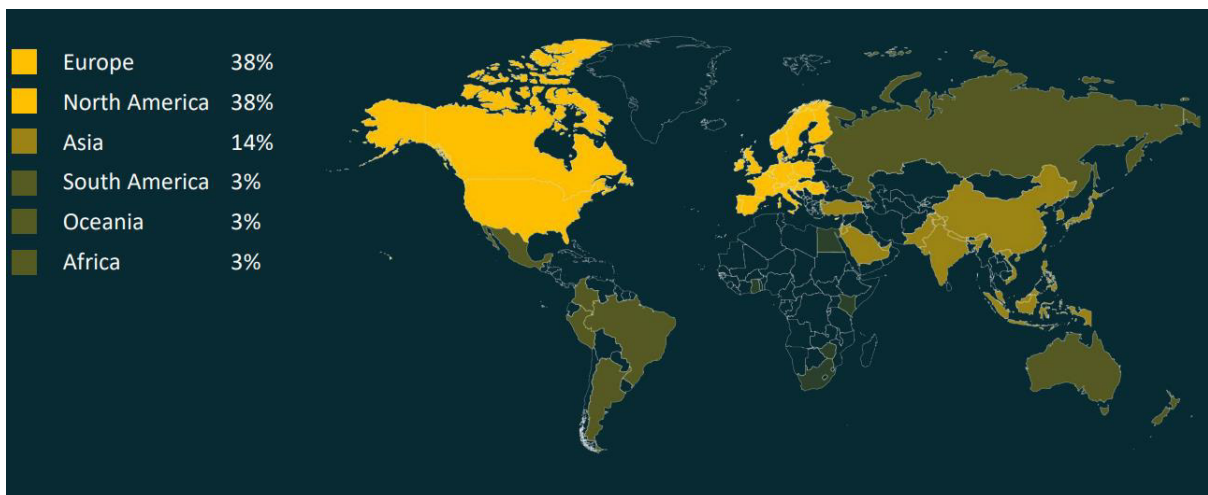 Europe 38%
North America 38%
Asia 14%
South America 3%
Oceania 3%
Africa 3%